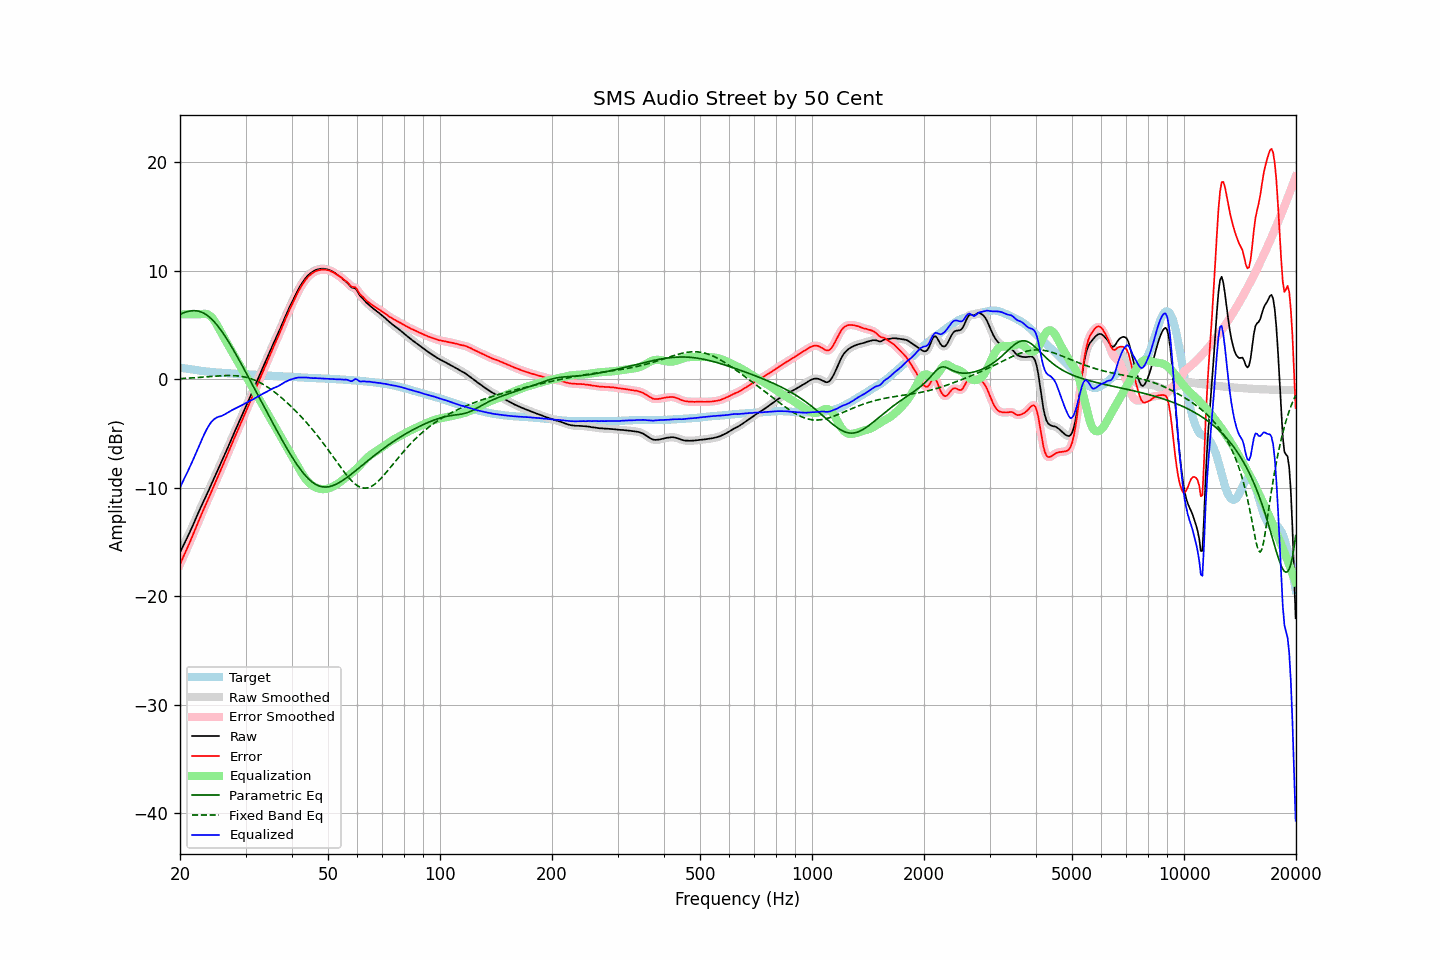 SMS Audio Street by 50 Cent
Amplitude (dBr)
20
10
0
−10
−20
−30
−40
Target
Raw Smoothed
Error Smoothed
Raw
Error
Equalization
Parametric Eq
Fixed Band Eq
Equalized
20 50 100 200 500 1000 2000 5000 10000 20000
Frequency (Hz)